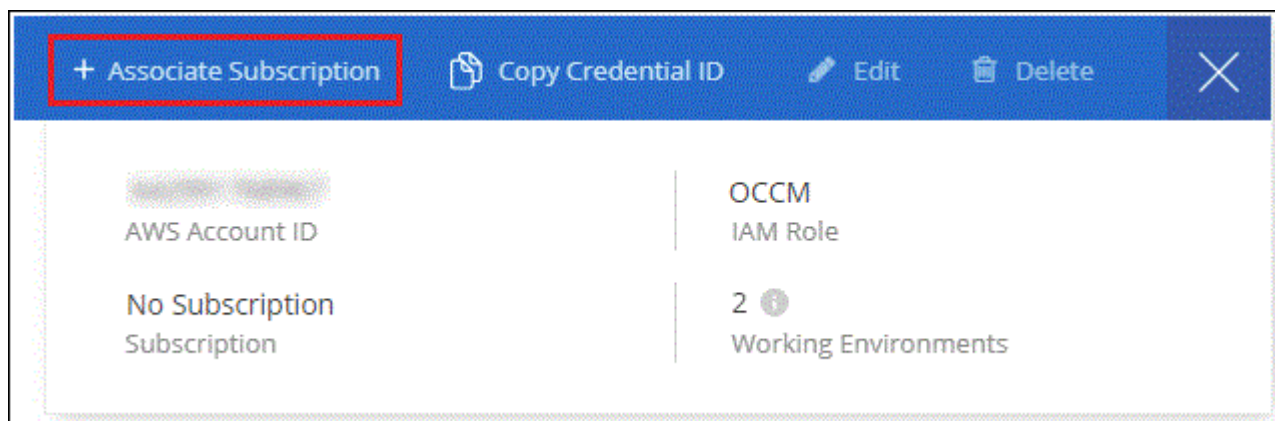 + Associate Subscription Copy Credential ID Edit Delete
OCCM
AWS Account ID IAM Role
No Subscription 2
Subscription Working Environments